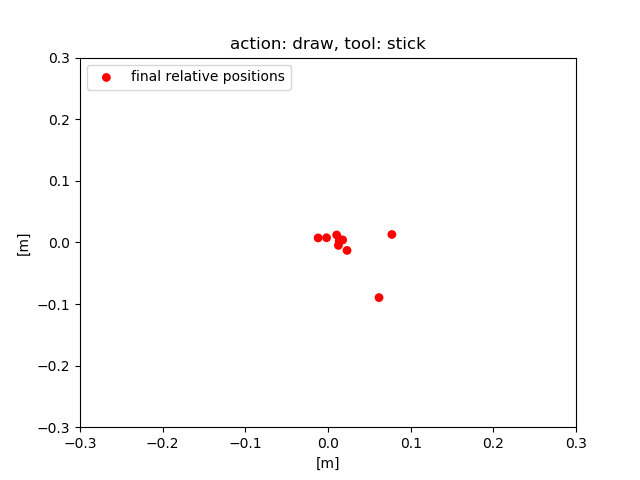 action: draw, tool: stick
final relative positions
0.3
0.2
0.1
0.0
−0.1
−0.2
−0.3
[m]
−0.3 −0.2 −0.1 0.0 0.1 0.2 0.3
[m]